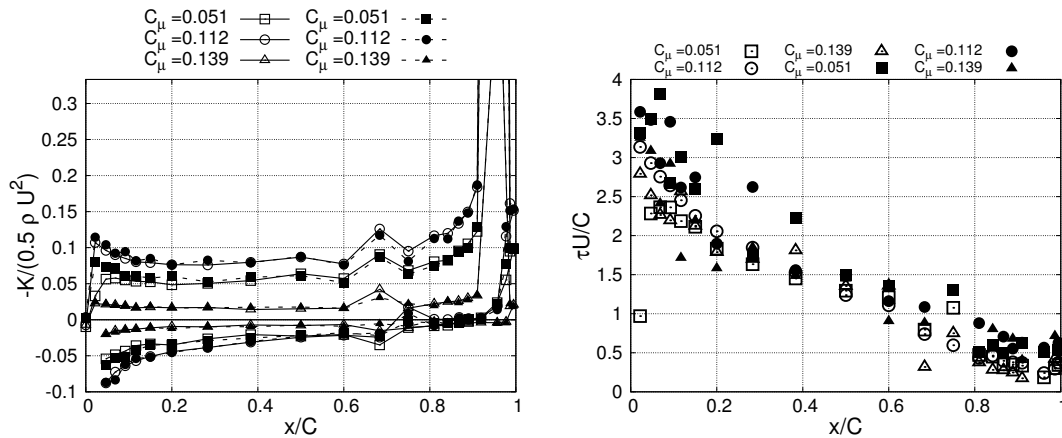 C_μ =0.051 C_μ =0.051
C_μ =0.112 C_μ =0.112
C_μ =0.139 C_μ =0.139
-K/(0.5 ρ U^2)
0.3
0.2
0.15
0.1
0.05
0
-0.05
-0.1
0 0.2 0.4 0.6 0.8 1
x/C
C_μ =0.051 C_μ =0.139 C_μ =0.112
C_μ =0.112 C_μ =0.051 C_μ =0.139
τU/C
4
3.5
3
2.5
2
1.5
1
0.5
0
0 0.2 0.4 0.6 0.8 1
x/C